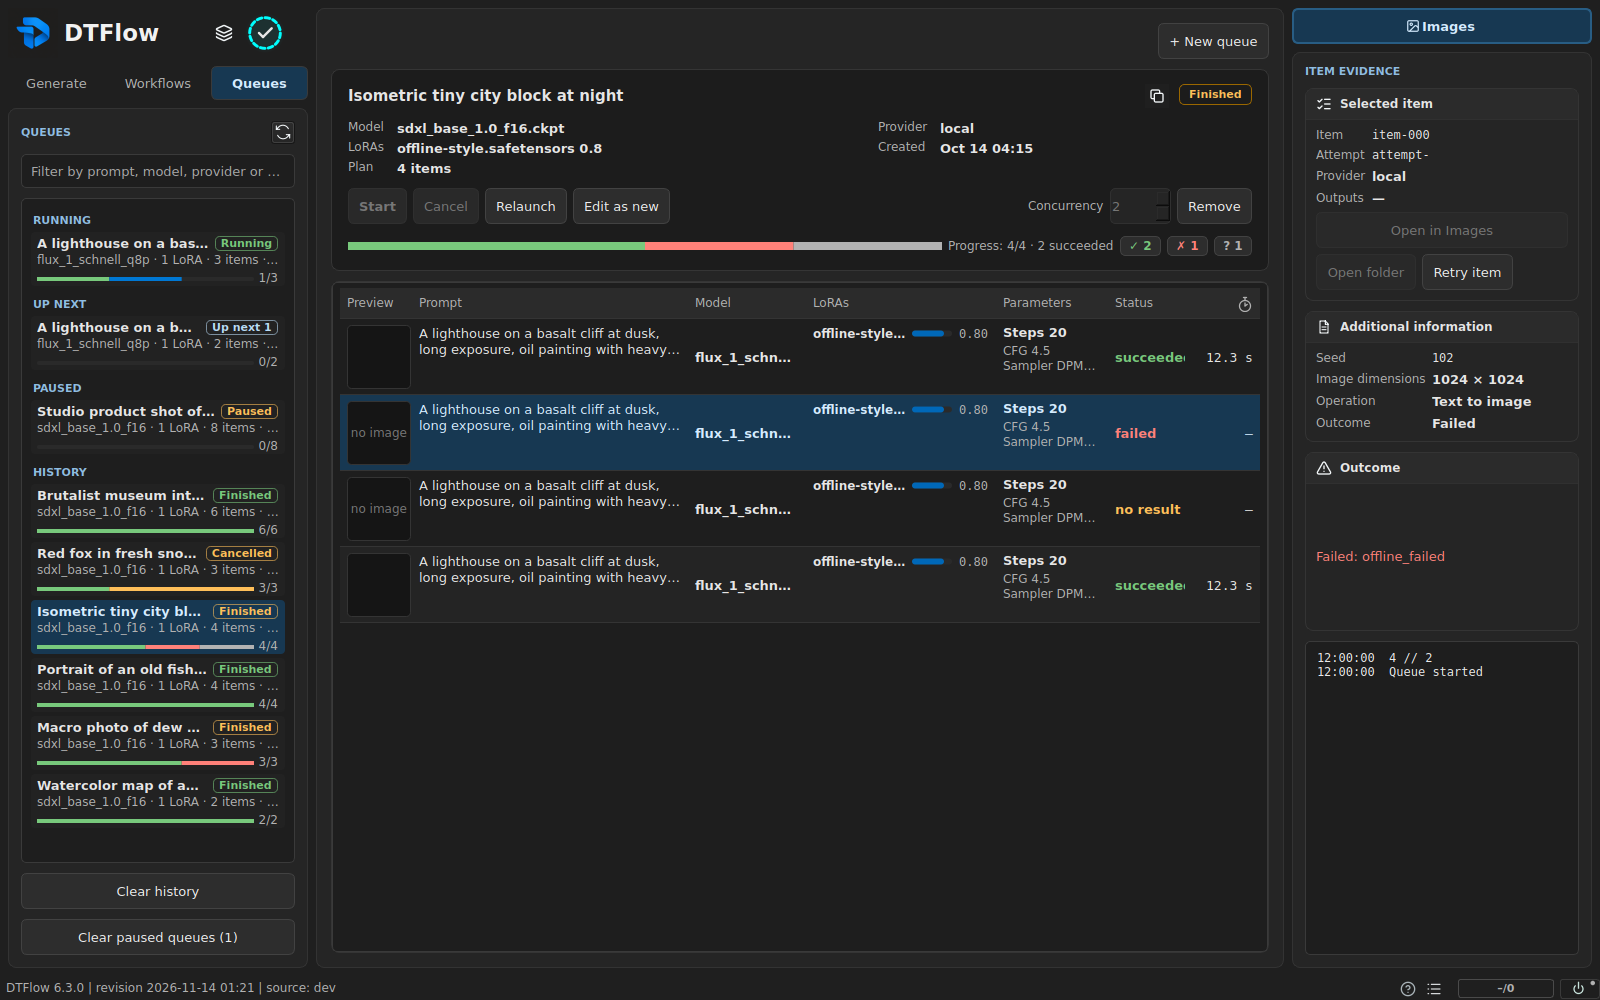 DTFlow
Generate
Workflows
Queues
QUEUES
Filter by prompt, model, provider or ...
RUNNING
A lighthouse on a bas...
Running
flux_1_schnell_q8p · 1 LoRA · 3 items ·...
1/3
UP NEXT
A lighthouse on a b...
Up next 1
flux_1_schnell_q8p · 1 LoRA · 2 items ·...
0/2
PAUSED
Studio product shot of...
Paused
sdxl_base_1.0_f16 · 1 LoRA · 8 items · ...
0/8
HISTORY
Brutalist museum int...
Finished
sdxl_base_1.0_f16 · 1 LoRA · 6 items · ...
6/6
Red fox in fresh sno...
Cancelled
sdxl_base_1.0_f16 · 1 LoRA · 3 items · ...
3/3
Isometric tiny city bl...
Finished
sdxl_base_1.0_f16 · 1 LoRA · 4 items · ...
4/4
Portrait of an old fish...
Finished
sdxl_base_1.0_f16 · 1 LoRA · 4 items · ...
4/4
Macro photo of dew ...
Finished
sdxl_base_1.0_f16 · 1 LoRA · 3 items · ...
3/3
Watercolor map of a...
Finished
sdxl_base_1.0_f16 · 1 LoRA · 2 items · ...
2/2
Clear history
Clear paused queues (1)
+ New queue
Isometric tiny city block at night
Finished
Model sdxl_base_1.0_f16.ckpt
Provider local
LoRAs offline-style.safetensors 0.8
Created Oct 14 04:15
Plan 4 items
Start
Cancel
Relaunch
Edit as new
Concurrency 2
Remove
Progress: 4/4 · 2 succeeded
✓ 2
✗ 1
? 1
Preview Prompt Model LoRAs Parameters Status
A lighthouse on a basalt cliff at dusk,
long exposure, oil painting with heavy...
flux_1_schn...
offline-style... 0.80
Steps 20
CFG 4.5
Sampler DPM...
succeeded
12.3 s
no image
A lighthouse on a basalt cliff at dusk,
long exposure, oil painting with heavy...
flux_1_schn...
offline-style... 0.80
Steps 20
CFG 4.5
Sampler DPM...
failed
–
no image
A lighthouse on a basalt cliff at dusk,
long exposure, oil painting with heavy...
flux_1_schn...
offline-style... 0.80
Steps 20
CFG 4.5
Sampler DPM...
no result
–
A lighthouse on a basalt cliff at dusk,
long exposure, oil painting with heavy...
flux_1_schn...
offline-style... 0.80
Steps 20
CFG 4.5
Sampler DPM...
succeeded
12.3 s
Images
ITEM EVIDENCE
Selected item
Item item-000
Attempt attempt-
Provider local
Outputs —
Open in Images
Open folder
Retry item
Additional information
Seed 102
Image dimensions 1024 × 1024
Operation Text to image
Outcome Failed
Outcome
Failed: offline_failed
12:00:00 4 // 2
12:00:00 Queue started
DTFlow 6.3.0 | revision 2026-11-14 01:21 | source: dev
–/0